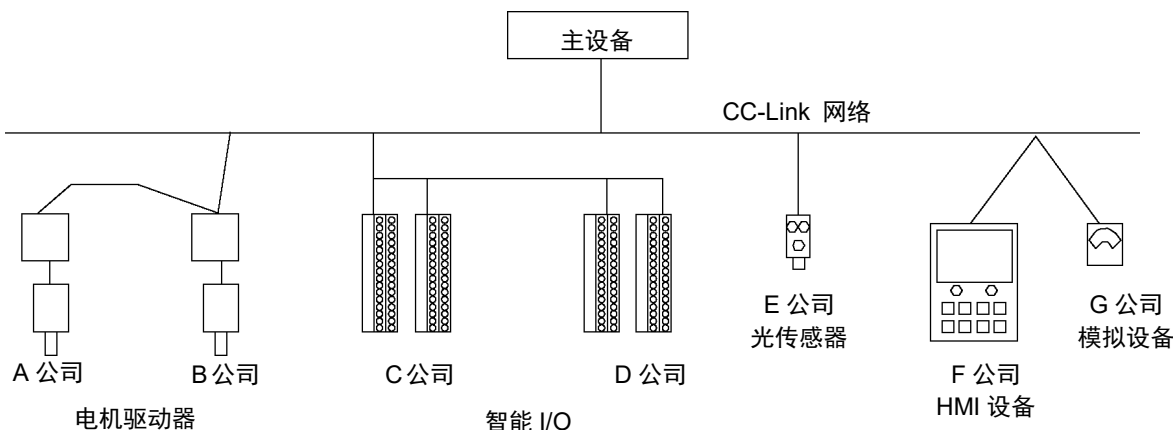 主设备
CC-Link 网络
A 公司
B 公司
电机驱动器
C 公司
D 公司
智能 I/O
E 公司
光传感器
F 公司
HMI 设备
G 公司
模拟设备